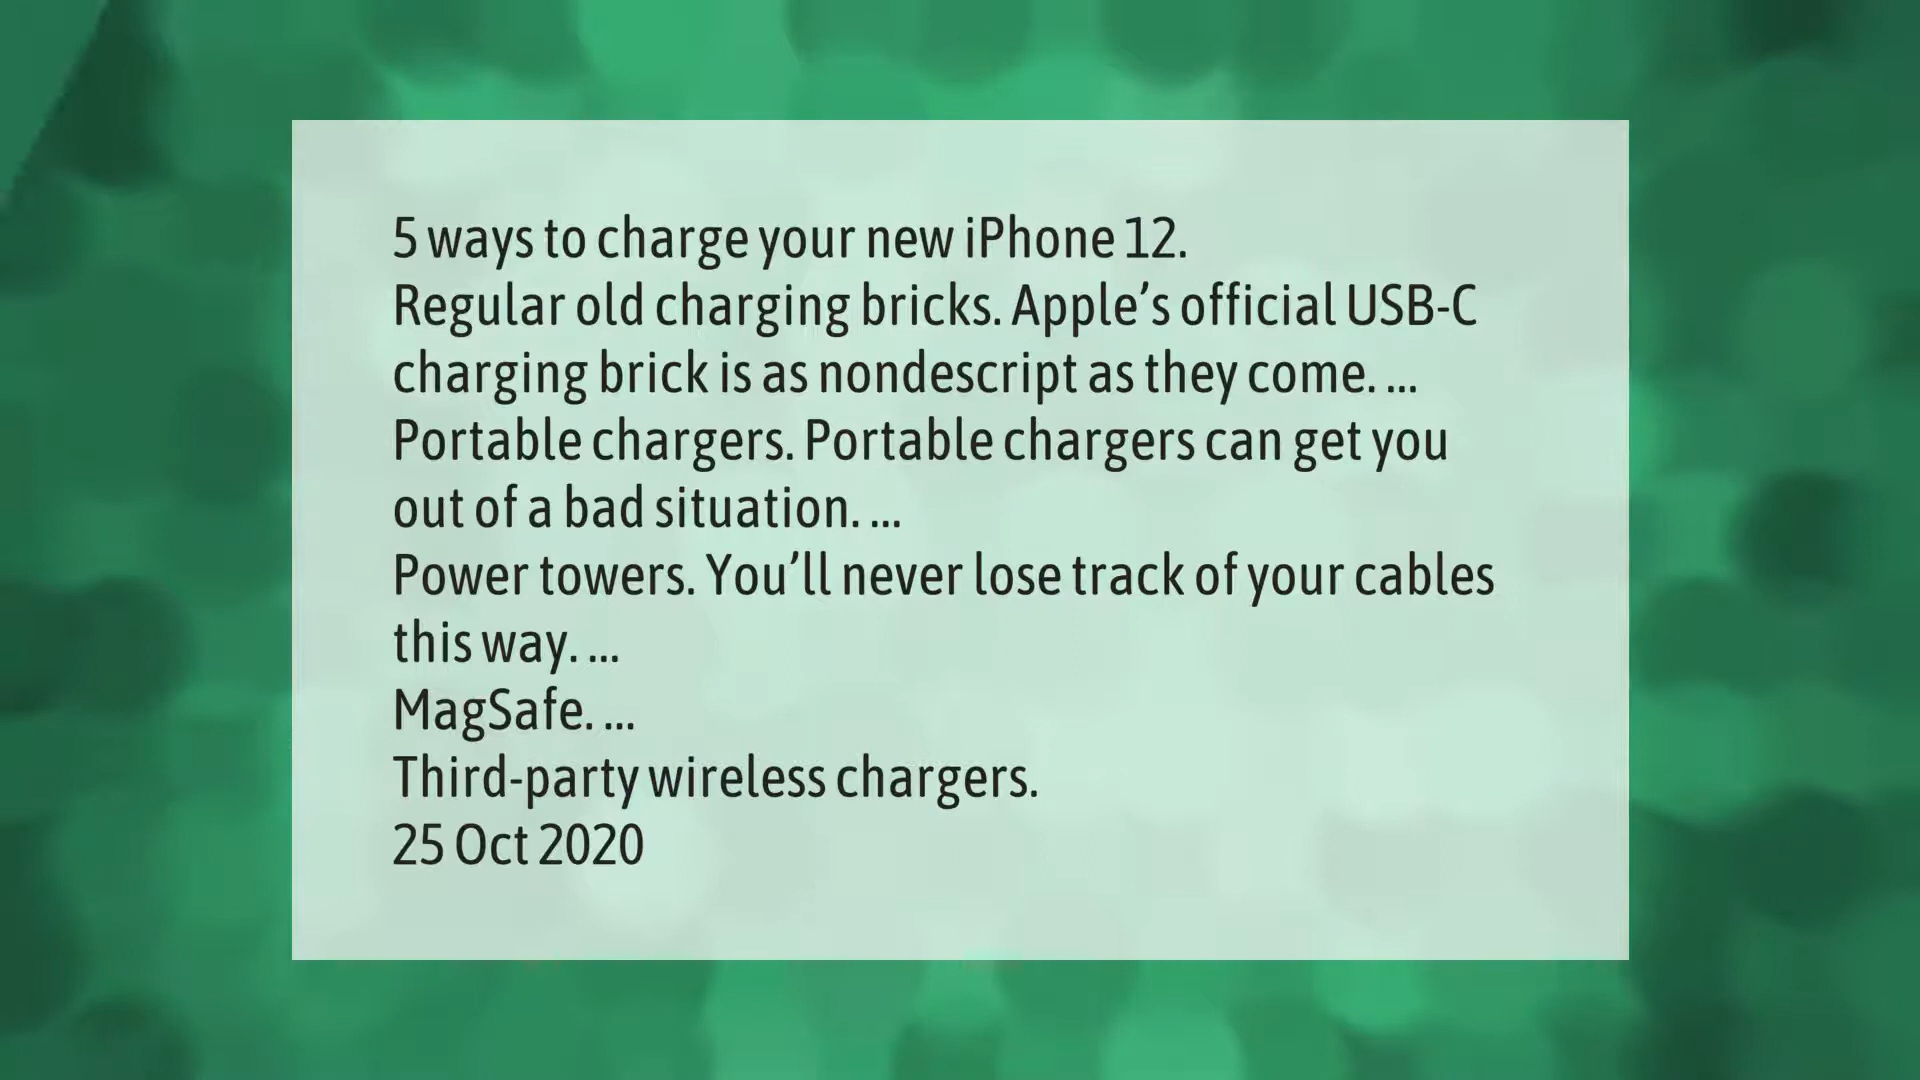 5 ways to charge your new iPhone 12.
Regular old charging bricks. Apple’s official USB-C
charging brick is as nondescript as they come. ...
Portable chargers. Portable chargers can get you
out of a bad situation. ...
Power towers. You’ll never lose track of your cables
this way. ...
MagSafe. ...
Third-party wireless chargers.
25 Oct 2020